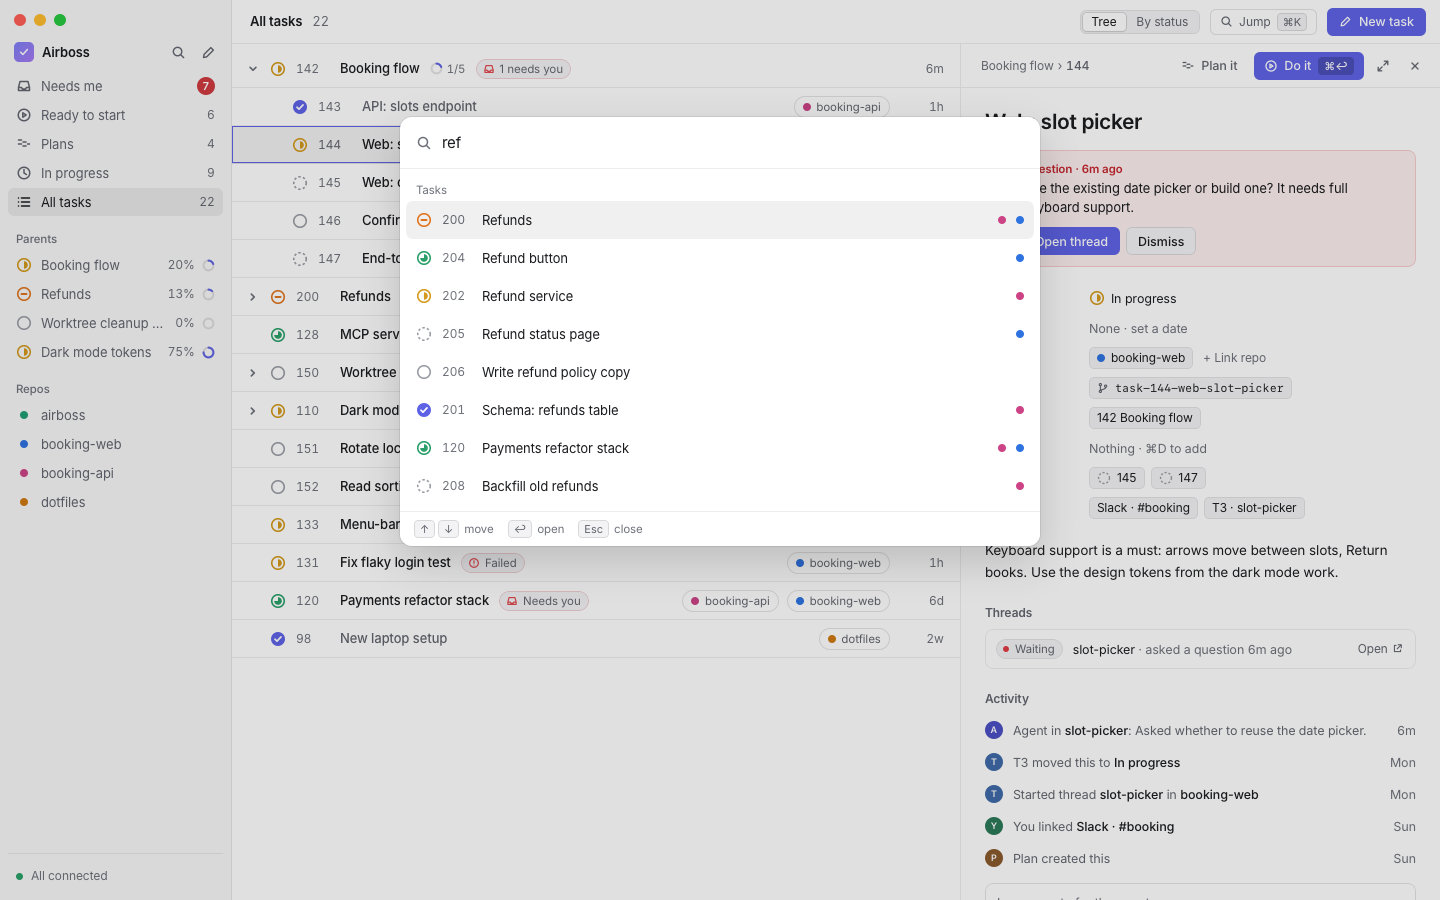 Airboss
Needs me 7
Ready to start 6
Plans 4
In progress 9
All tasks 22
Parents
Booking flow 20%
Refunds 13%
Worktree cleanup ... 0%
Dark mode tokens 75%
Repos
airboss
booking-web
booking-api
dotfiles
All connected
All tasks 22
Tree By status
Jump ⌘K
New task
142 Booking flow 1/5 1 needs you 6m
143 API: slots endpoint booking-api 1h
144 Web: s
145 Web:
146 Confir
147 End-to
200 Refunds
128 MCP serv
150 Worktree
110 Dark mod
151 Rotate loc
152 Read sorti
133 Menu-bar
131 Fix flaky login test Failed booking-web 1h
120 Payments refactor stack Needs you booking-api booking-web 6d
98 New laptop setup dotfiles 2w
ref
Tasks
200 Refunds
204 Refund button
202 Refund service
205 Refund status page
206 Write refund policy copy
201 Schema: refunds table
120 Payments refactor stack
208 Backfill old refunds
↑ ↓ move ↩ open Esc close
Booking flow › 144
Plan it
Do it ⌘↩
slot picker
estion · 6m ago
e the existing date picker or build one? It needs full
yboard support.
Open thread Dismiss
In progress
None · set a date
booking-web + Link repo
task-144-web-slot-picker
142 Booking flow
Nothing · ⌘D to add
145 147
Slack · #booking T3 · slot-picker
Keyboard support is a must: arrows move between slots, Return
books. Use the design tokens from the dark mode work.
Threads
Waiting slot-picker · asked a question 6m ago Open
Activity
A Agent in slot-picker: Asked whether to reuse the date picker. 6m
T T3 moved this to In progress Mon
T Started thread slot-picker in booking-web Mon
Y You linked Slack · #booking Sun
P Plan created this Sun